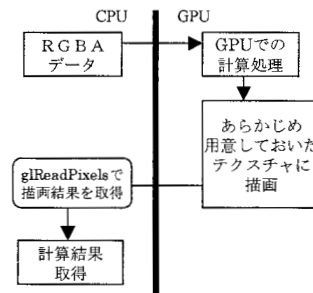 CPU
GPU
RGBA
データ
GPUでの
計算処理
あらかじめ
用意しておいた
テクスチャに
描画
glReadPixelsで
描画結果を取得
計算結果
取得